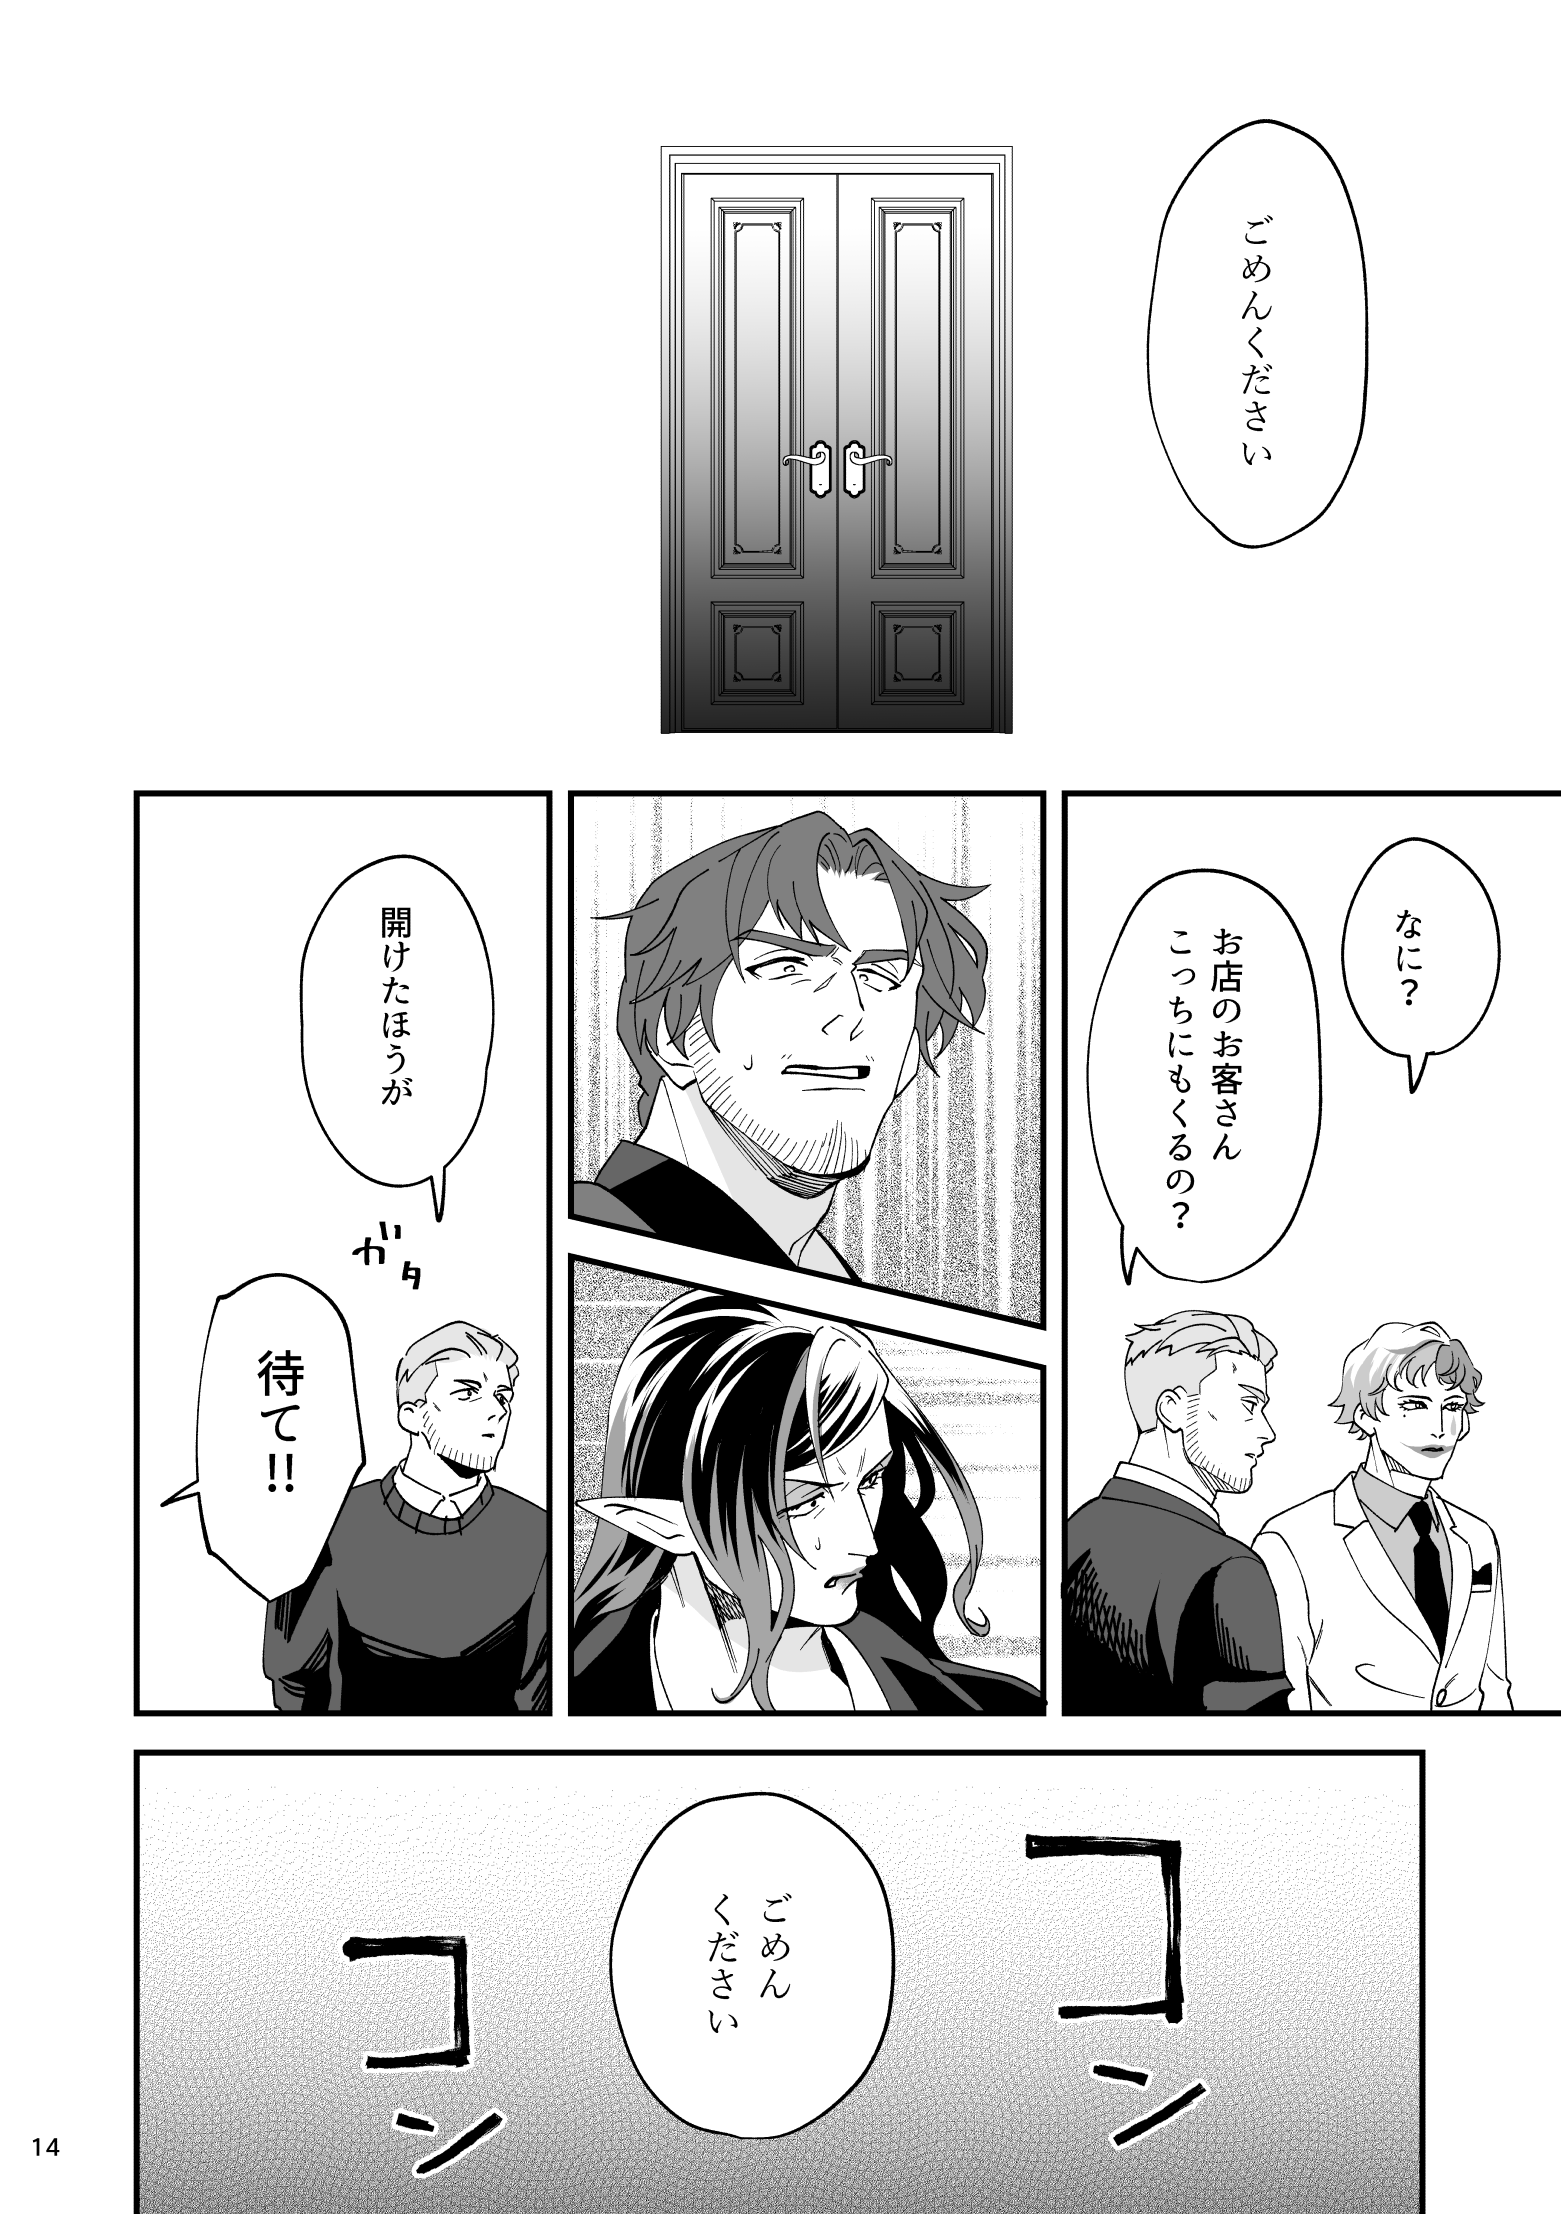 ごめんください
なに？
お店のお客さん
こっちにもくるの？
開けたほうが
ガタ
待て!!
コン
ごめん
ください
コン
14